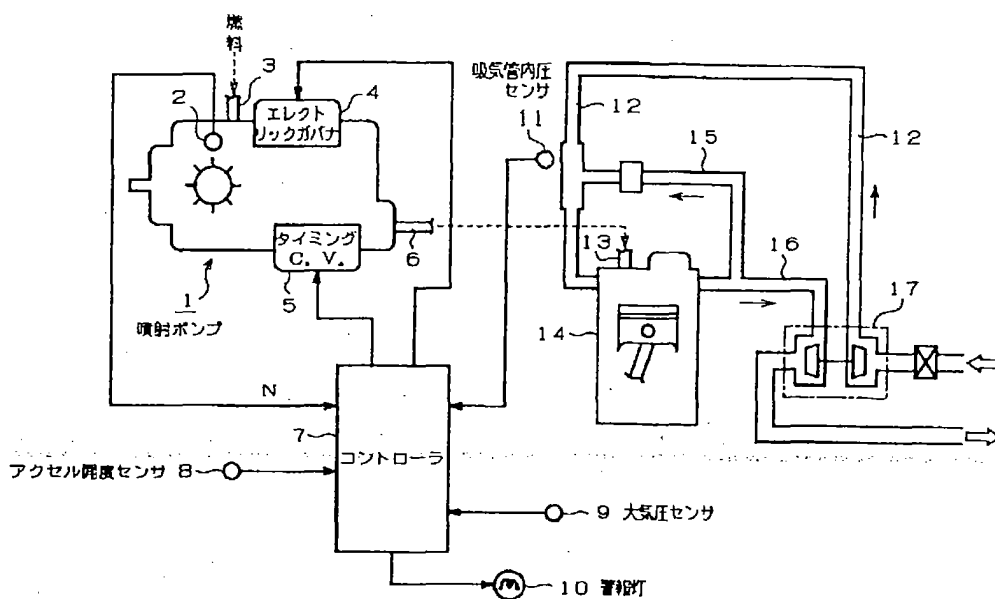 燃料
3
2
4
エレクト
リックガバナ
吸気管内圧
センサ
11
12
12
15
タイミング
C. V.
6
5
1
噴射ポンプ
13
16
17
14
N
7
コントローラ
アクセル開度センサ 8
9 大気圧センサ
10 警報灯